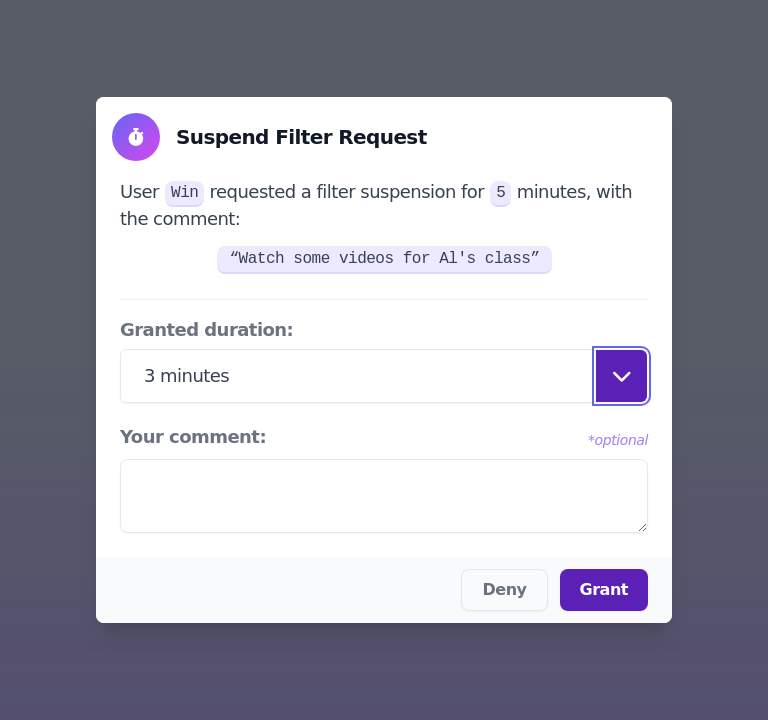 Suspend Filter Request
User Win requested a filter suspension for 5 minutes, with
the comment:
“Watch some videos for Al's class”
Granted duration:
3 minutes
Your comment:
*optional
Deny
Grant